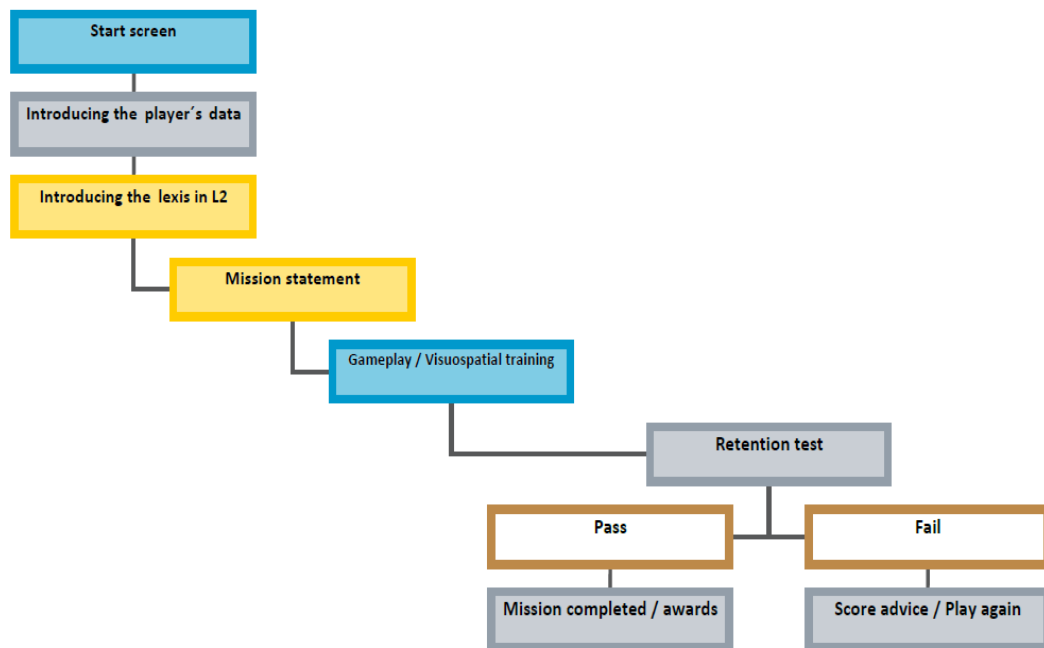 Start screen
Introducing the player´s data
Introducing the lexis in L2
Mission statement
Gameplay / Visuospatial training
Retention test
Pass
Fail
Mission completed / awards
Score advice / Play again